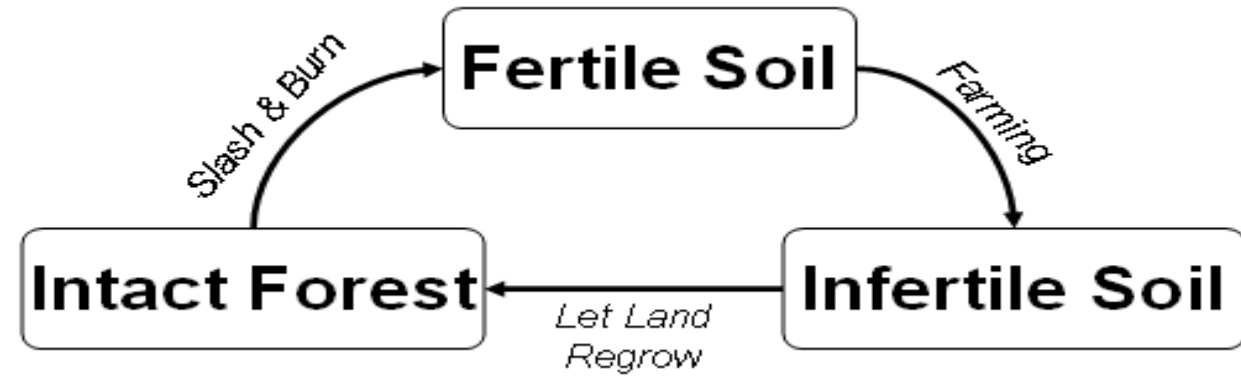 Fertile Soil
Slash & Burn
Farming
Intact Forest
Infertile Soil
Let Land
Regrow